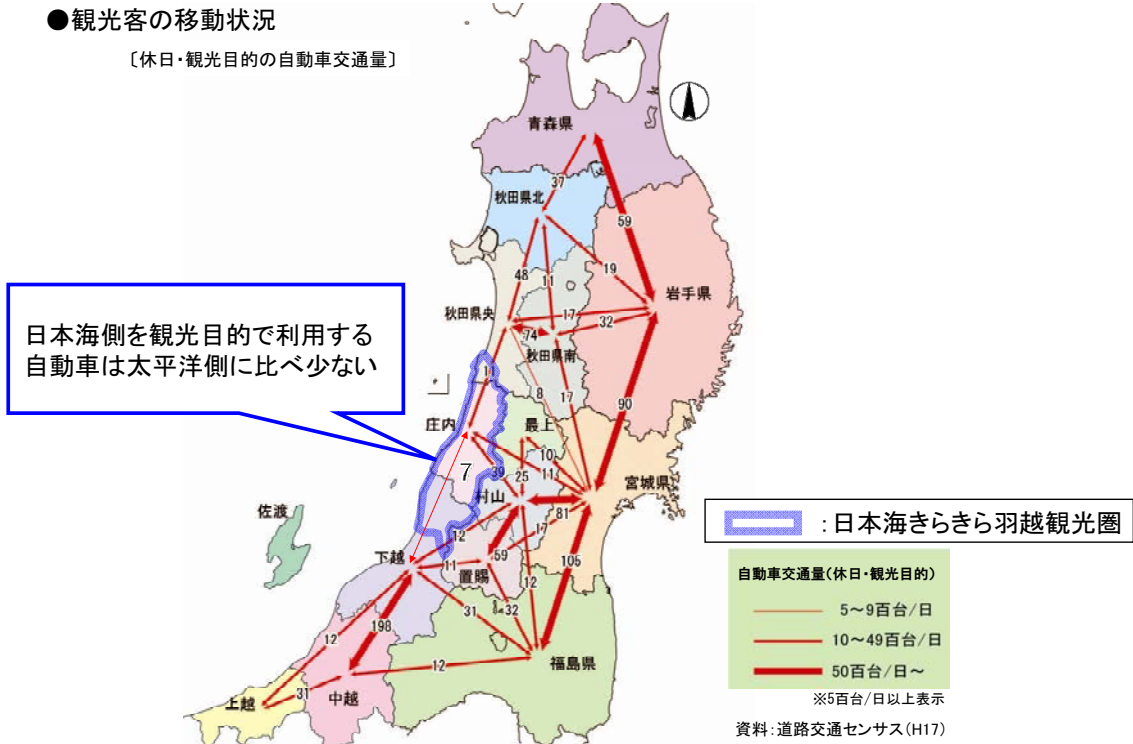 ●観光客の移動状況
〔休日・観光目的の自動車交通量〕
青森県
37
秋田県北
59
48
11
19
岩手県
秋田県央
17
32
74
秋田県南
日本海側を観光目的で利用する
自動車は太平洋側に比べ少ない
8
17
90
庄内
最上
10
11
7
39
25
宮城県
村山
81
佐渡
17
12
下越
11
59
置賜
105
12
31
32
198
12
12
福島県
31
上越
中越
:日本海きらきら羽越観光圏
自動車交通量(休日・観光目的)
5~9百台/日
10~49百台/日
50百台/日~
※5百台/日以上表示
資料:道路交通センサス(H17)